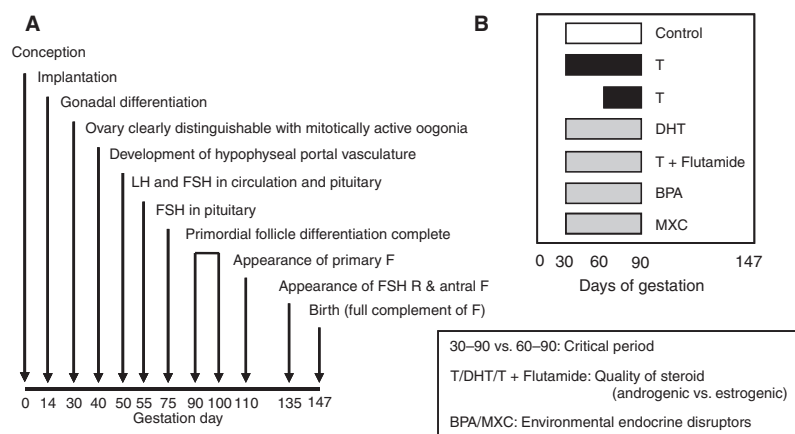 A
Conception
Implantation
Gonadal differentiation
Ovary clearly distinguishable with mitotically active oogonia
Development of hypophyseal portal vasculature
LH and FSH in circulation and pituitary
FSH in pituitary
Primordial follicle differentiation complete
Appearance of primary F
Appearance of FSH R & antral F
Birth (full complement of F)
0 14 30 40 50 55 75 90 100 110 135 147
Gestation day
B
Control
T
T
DHT
T + Flutamide
BPA
MXC
0 30 60 90 147
Days of gestation
30–90 vs. 60–90: Critical period
T/DHT/T + Flutamide: Quality of steroid
(androgenic vs. estrogenic)
BPA/MXC: Environmental endocrine disruptors